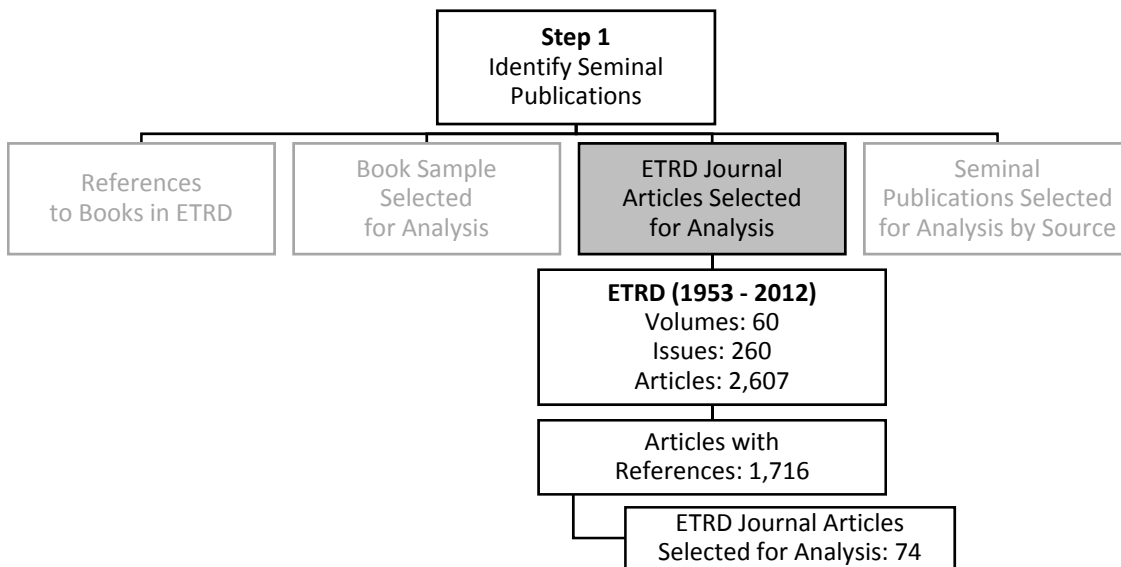 Step 1
Identify Seminal
Publications
References
to Books in ETRD
Book Sample
Selected
for Analysis
ETRD Journal
Articles Selected
for Analysis
Seminal
Publications Selected
for Analysis by Source
ETRD (1953 - 2012)
Volumes: 60
Issues: 260
Articles: 2,607
Articles with
References: 1,716
ETRD Journal Articles
Selected for Analysis: 74